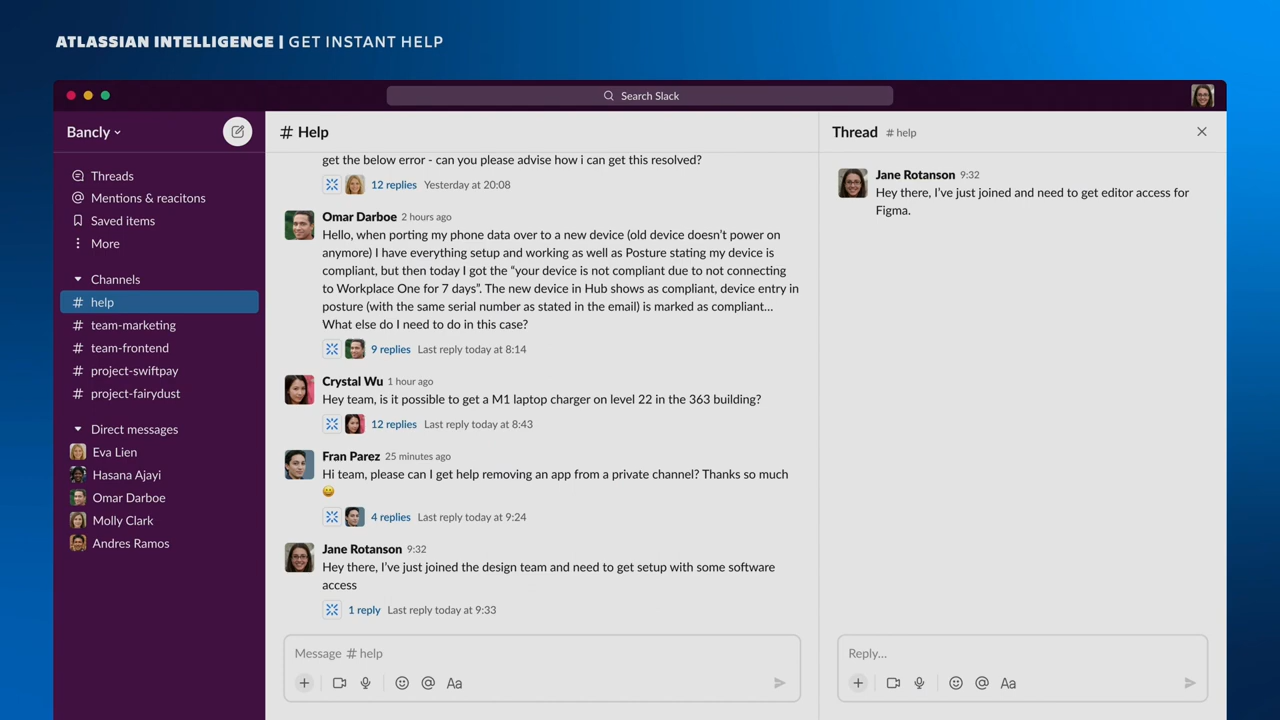 ATLASSIAN INTELLIGENCE | GET INSTANT HELP
Search Slack
Bancly
Threads
Mentions & reacitons
Saved items
More
Channels
# help
# team-marketing
# team-frontend
# project-swiftpay
# project-fairydust
Direct messages
Eva Lien
Hasana Ajayi
Omar Darboe
Molly Clark
Andres Ramos
# Help
get the below error - can you please advise how i can get this resolved?
12 replies Yesterday at 20:08
Omar Darboe 2 hours ago
Hello, when porting my phone data over to a new device (old device doesn't power on
anymore) I have everything setup and working as well as Posture stating my device is
compliant, but then today I got the “your device is not compliant due to not connecting
to Workplace One for 7 days”. The new device in Hub shows as compliant, device entry in
posture (with the same serial number as stated in the email) is marked as compliant...
What else do I need to do in this case?
9 replies Last reply today at 8:14
Crystal Wu 1 hour ago
Hey team, is it possible to get a M1 laptop charger on level 22 in the 363 building?
12 replies Last reply today at 8:43
Fran Parez 25 minutes ago
Hi team, please can I get help removing an app from a private channel? Thanks so much
😀
4 replies Last reply today at 9:24
Jane Rotanson 9:32
Hey there, I've just joined the design team and need to get setup with some software
access
1 reply Last reply today at 9:33
Message # help
Aa
Thread # help
Jane Rotanson 9:32
Hey there, I've just joined and need to get editor access for
Figma.
Reply...
Aa